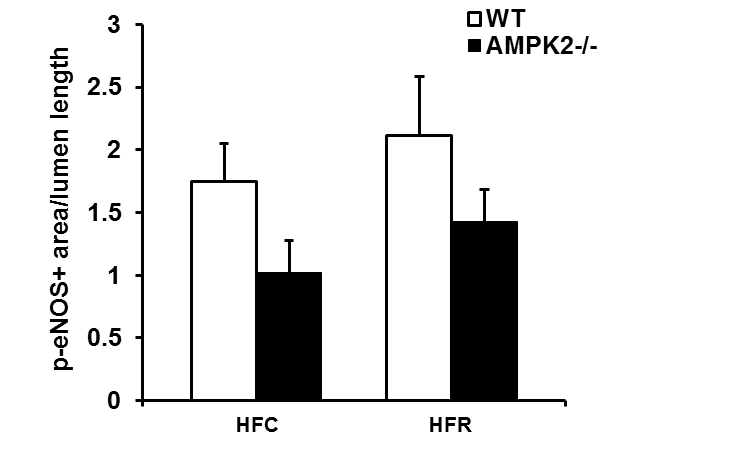 WT
AMPK2-/-
p-eNOS+ area/lumen length
3
2.5
2
1.5
1
0.5
0
HFC
HFR